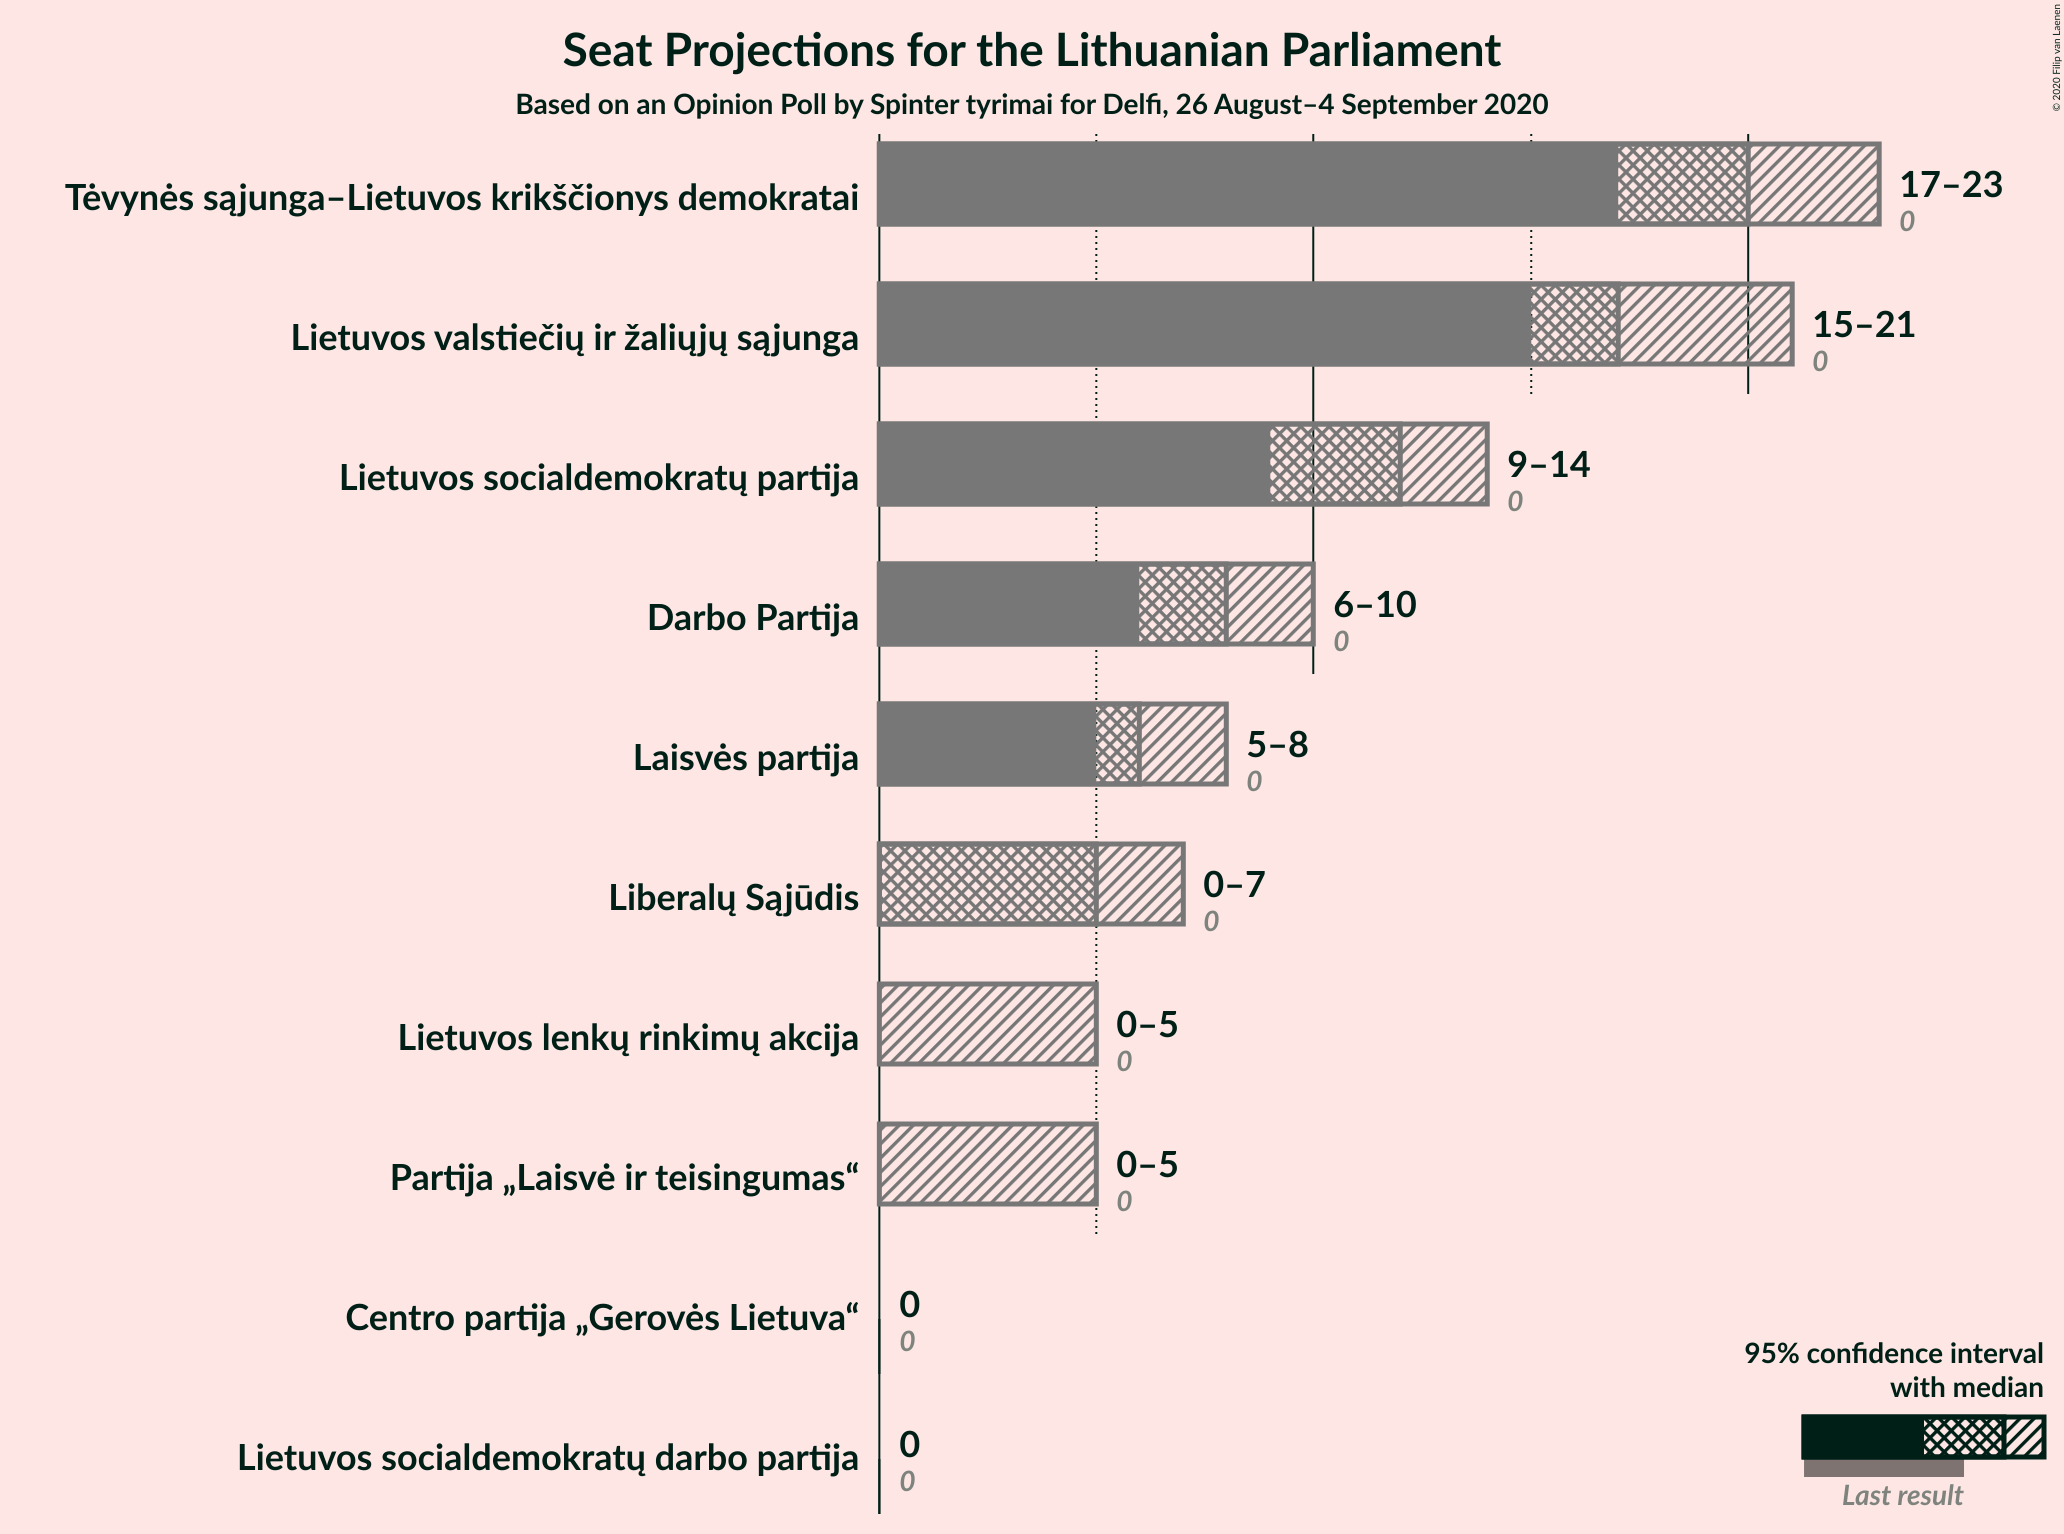 Seat Projections for the Lithuanian Parliament
Based on an Opinion Poll by Spinter tyrimai for Delfi, 26 August–4 September 2020
© 2020 Filip van Laenen
Tėvynės sąjunga–Lietuvos krikščionys demokratai
17–23
0
Lietuvos valstiečių ir žaliųjų sąjunga
15–21
0
Lietuvos socialdemokratų partija
9–14
0
Darbo Partija
6–10
0
Laisvės partija
5–8
0
Liberalų Sąjūdis
0–7
0
Lietuvos lenkų rinkimų akcija
0–5
0
Partija „Laisvė ir teisingumas“
0–5
0
Centro partija „Gerovės Lietuva“
0
0
Lietuvos socialdemokratų darbo partija
0
0
95% confidence interval
with median
Last result